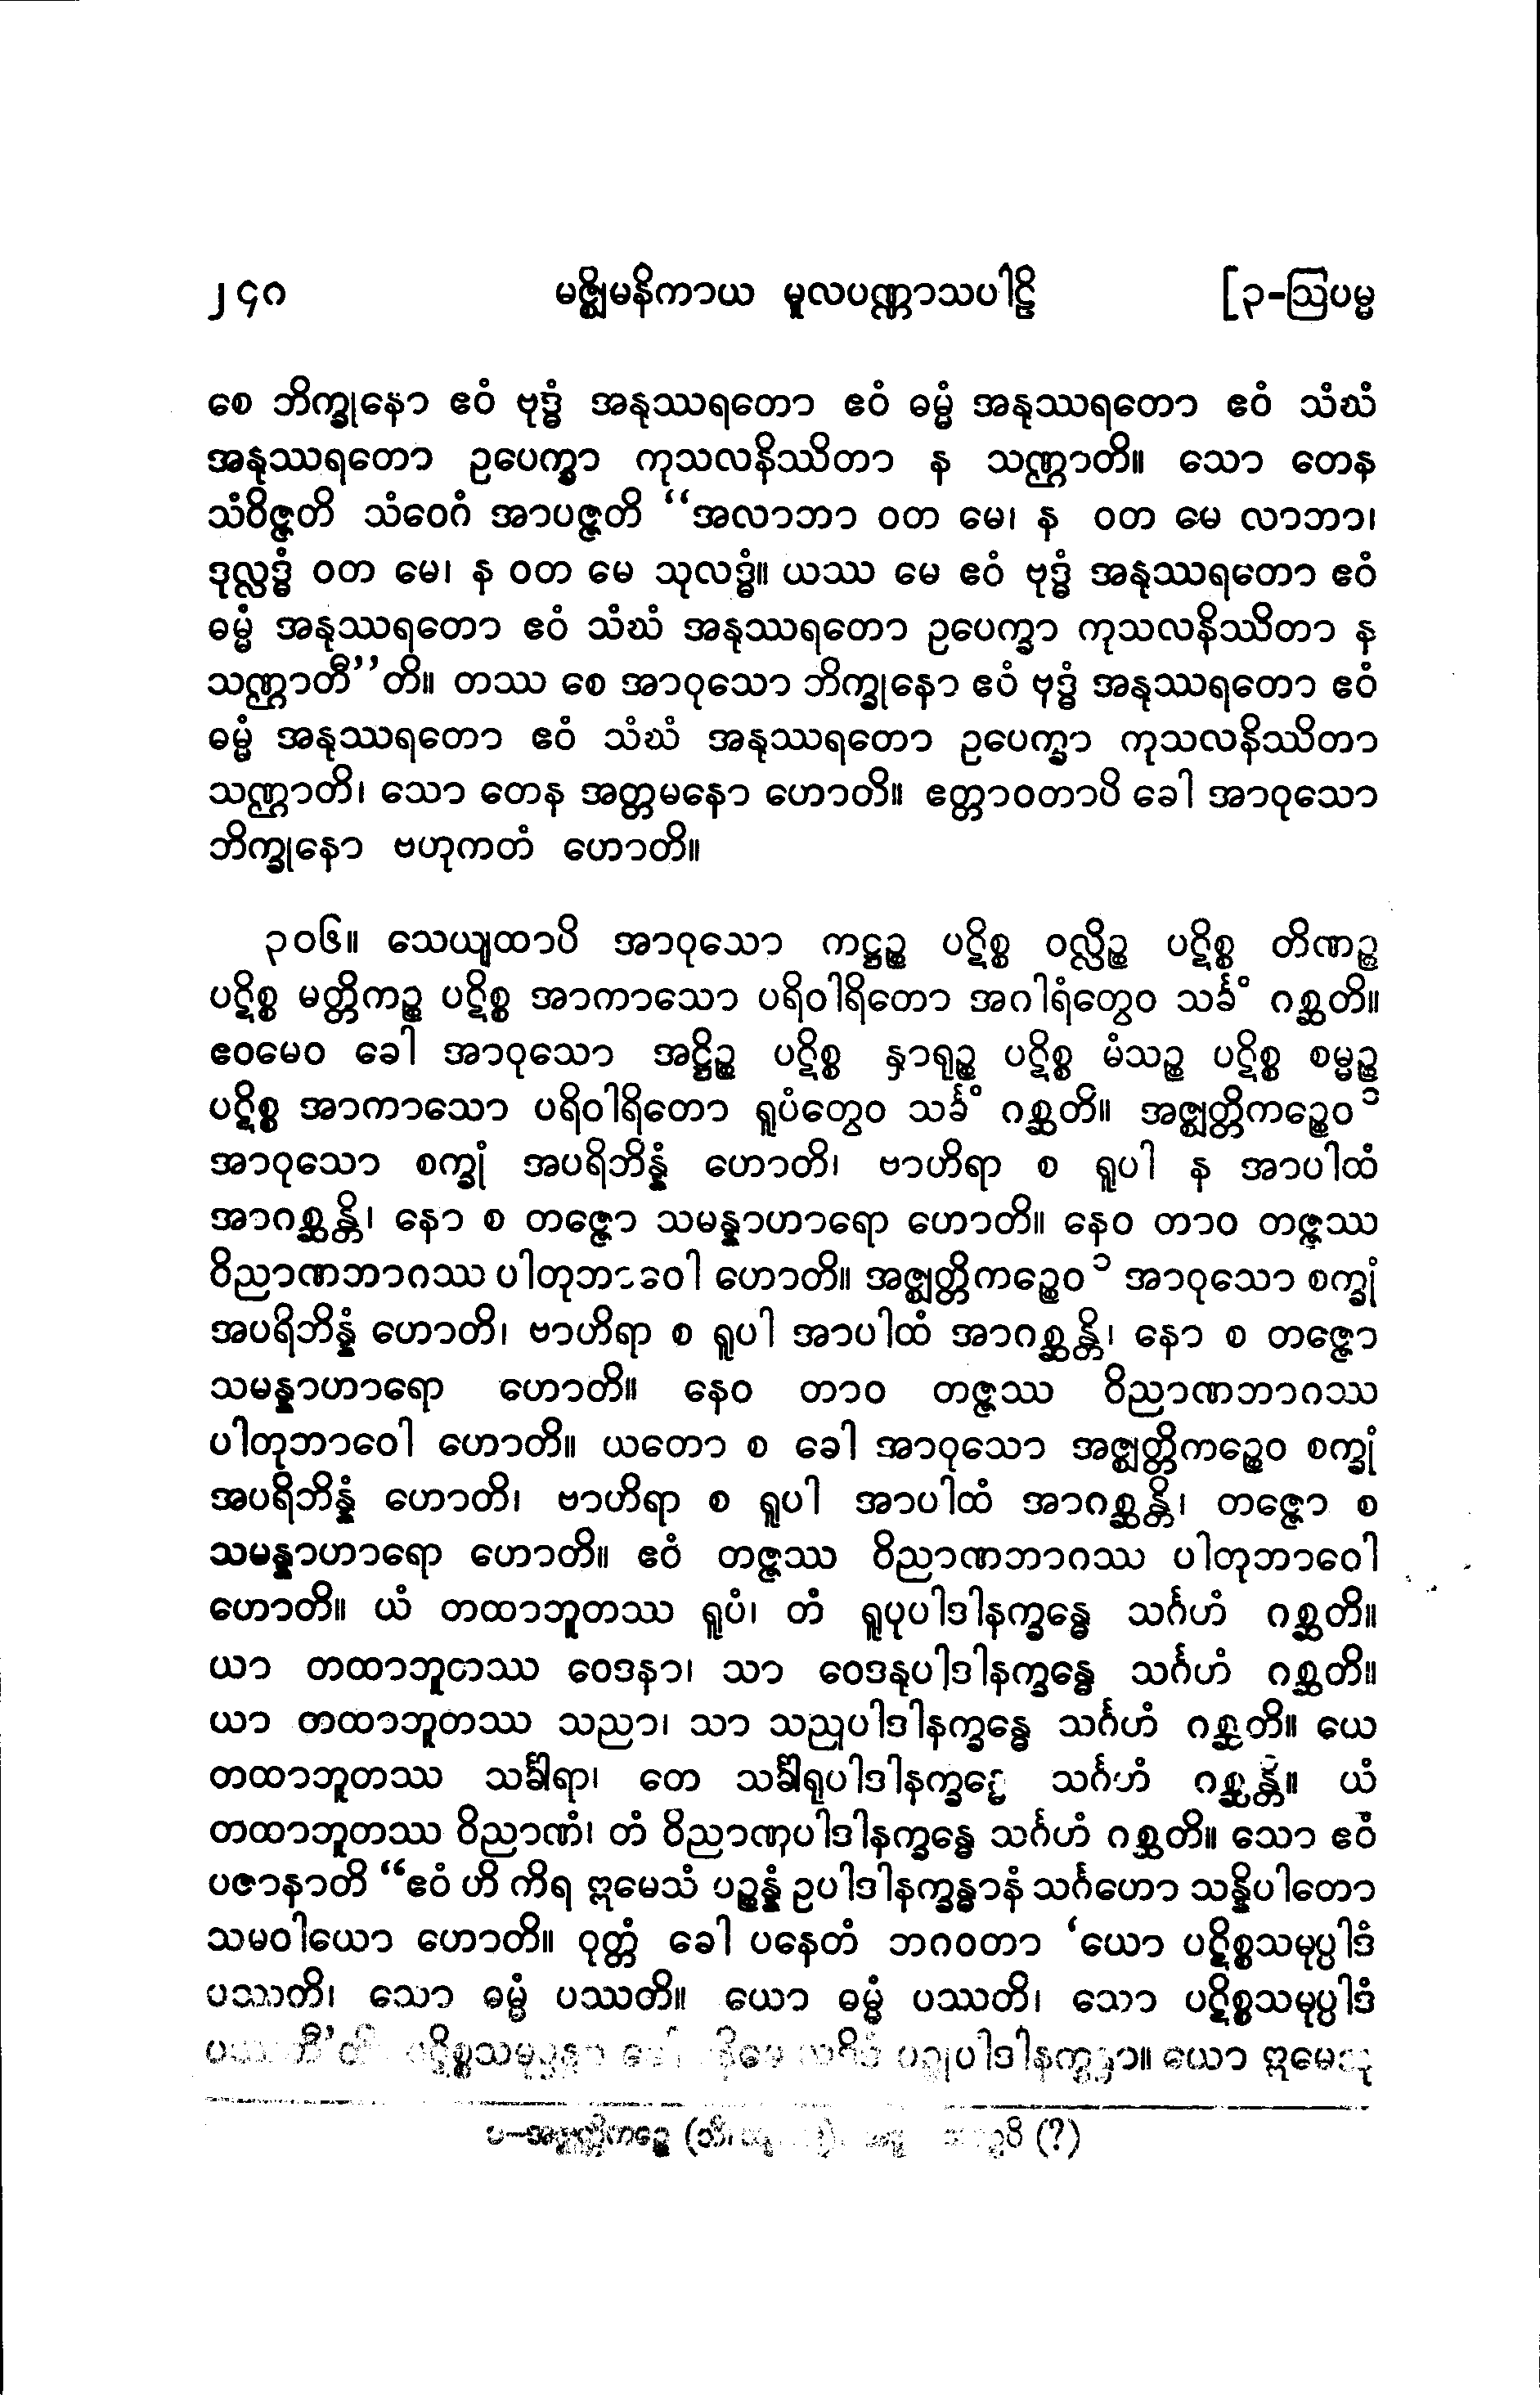 ၂၄၀ မဇ္ဈိမနိကာယ မူလပဏ္ဏာသပါဠိ [၃-ဩပမ္မ
စေ ဘိက္ခုနော ဧဝံ ဗုဒ္ဓံ အနုဿရတော ဧဝံ ဓမ္မံ အနုဿရတော ဧဝံ သံဃံ
အနုဿရတော ဥပေက္ခာ ကုသလနိဿိတာ န သဏ္ဌာတိ။ သော တေန
သံဝိဇ္ဇတိ သံဝေဂံ အာပဇ္ဇတိ “အလာဘာ ဝတ မေ၊ န ဝတ မေ လာဘာ၊
ဒုလ္လဒ္ဓံ ဝတ မေ၊ န ဝတ မေ သုလဒ္ဓံ။ ယဿ မေ ဧဝံ ဗုဒ္ဓံ အနုဿရတော ဧဝံ
ဓမ္မံ အနုဿရတော ဧဝံ သံဃံ အနုဿရတော ဥပေက္ခာ ကုသလနိဿိတာ န
သဏ္ဌာတီ”တိ။ တဿ စေ အာဝုသော ဘိက္ခုနော ဧဝံ ဗုဒ္ဓံ အနုဿရတော ဧဝံ
ဓမ္မံ အနုဿရတော ဧဝံ သံဃံ အနုဿရတော ဥပေက္ခာ ကုသလနိဿိတာ
သဏ္ဌာတိ၊ သော တေန အတ္တမနော ဟောတိ။ ဧတ္တာဝတာပိ ခေါ အာဝုသော
ဘိက္ခုနော ဗဟုကတံ ဟောတိ။
၃၀၆။ သေယျထာပိ အာဝုသော ကဋ္ဌဉ္စ ပဋိစ္စ ဝလ္လိဉ္စ ပဋိစ္စ တိဏဉ္စ
ပဋိစ္စ မတ္တိကဉ္စ ပဋိစ္စ အာကာသော ပရိဝါရိတော အဂါရံတွေဝ သင်္ခံ ဂစ္ဆတိ။
ဧဝမေဝ ခေါ အာဝုသော အဋ္ဌိဉ္စ ပဋိစ္စ နှာရုဉ္စ ပဋိစ္စ မံသဉ္စ ပဋိစ္စ စမ္မဉ္စ
ပဋိစ္စ အာကာသော ပရိဝါရိတော ရူပံတွေဝ သင်္ခံ ဂစ္ဆတိ။ အဇ္ဈတ္တိကဉ္စေဝ ၁
အာဝုသော စက္ခုံ အပရိဘိန္နံ ဟောတိ၊ ဗာဟိရာ စ ရူပါ န အာပါထံ
အာဂစ္ဆန္တိ၊ နော စ တဇ္ဇော သမန္နာဟာရော ဟောတိ။ နေဝ တာဝ တဇ္ဇဿ
ဝိညာဏဘာဂဿ ပါတုဘာဝေါ ဟောတိ။ အဇ္ဈတ္တိကဉ္စေဝ ၁ အာဝုသော စက္ခုံ
အပရိဘိန္နံ ဟောတိ၊ ဗာဟိရာ စ ရူပါ အာပါထံ အာဂစ္ဆန္တိ၊ နော စ တဇ္ဇော
သမန္နာဟာရော ဟောတိ။ နေဝ တာဝ တဇ္ဇဿ ဝိညာဏဘာဂဿ
ပါတုဘာဝေါ ဟောတိ။ ယတော စ ခေါ အာဝုသော အဇ္ဈတ္တိကဉ္စေဝ စက္ခုံ
အပရိဘိန္နံ ဟောတိ၊ ဗာဟိရာ စ ရူပါ အာပါထံ အာဂစ္ဆန္တိ၊ တဇ္ဇော စ
သမန္နာဟာရော ဟောတိ။ ဧဝံ တဇ္ဇဿ ဝိညာဏဘာဂဿ ပါတုဘာဝေါ
ဟောတိ။ ယံ တထာဘူတဿ ရူပံ၊ တံ ရူပုပါဒါနက္ခန္ဓေ သင်္ဂဟံ ဂစ္ဆတိ။
ယာ တထာဘူတဿ ဝေဒနာ၊ သာ ဝေဒနုပါဒါနက္ခန္ဓေ သင်္ဂဟံ ဂစ္ဆတိ။
ယာ တထာဘူတဿ သညာ၊ သာ သညုပါဒါနက္ခန္ဓေ သင်္ဂဟံ ဂစ္ဆတိ။ ယေ
တထာဘူတဿ သင်္ခါရာ၊ တေ သင်္ခါရုပါဒါနက္ခန္ဓေ သင်္ဂဟံ ဂစ္ဆန္တိ။ ယံ
တထာဘူတဿ ဝိညာဏံ၊ တံ ဝိညာဏုပါဒါနက္ခန္ဓေ သင်္ဂဟံ ဂစ္ဆတိ။ သော ဧဝံ
ပဇာနာတိ “ဧဝံ ဟိ ကိရ ဣမေသံ ပဉ္စန္နံ ဥပါဒါနက္ခန္ဓာနံ သင်္ဂဟော သန္နိပါတော
သမဝါယော ဟောတိ။ ဝုတ္တံ ခေါ ပနေတံ ဘဂဝတာ ‘ယော ပဋိစ္စသမုပ္ပါဒံ
ပဿတိ၊ သော ဓမ္မံ ပဿတိ။ ယော ဓမ္မံ ပဿတိ၊ သော ပဋိစ္စသမုပ္ပါဒံ
ပဿတီ’တိ။ ပဋိစ္စသမုပ္ပန္နာ ခေါ ပနိမေ ယဒိဒံ ပဉ္စုပါဒါနက္ခန္ဓာ။ ယော ဣမေသု
၁-အဇ္ဈတ္တိကဉ္စေ (?)